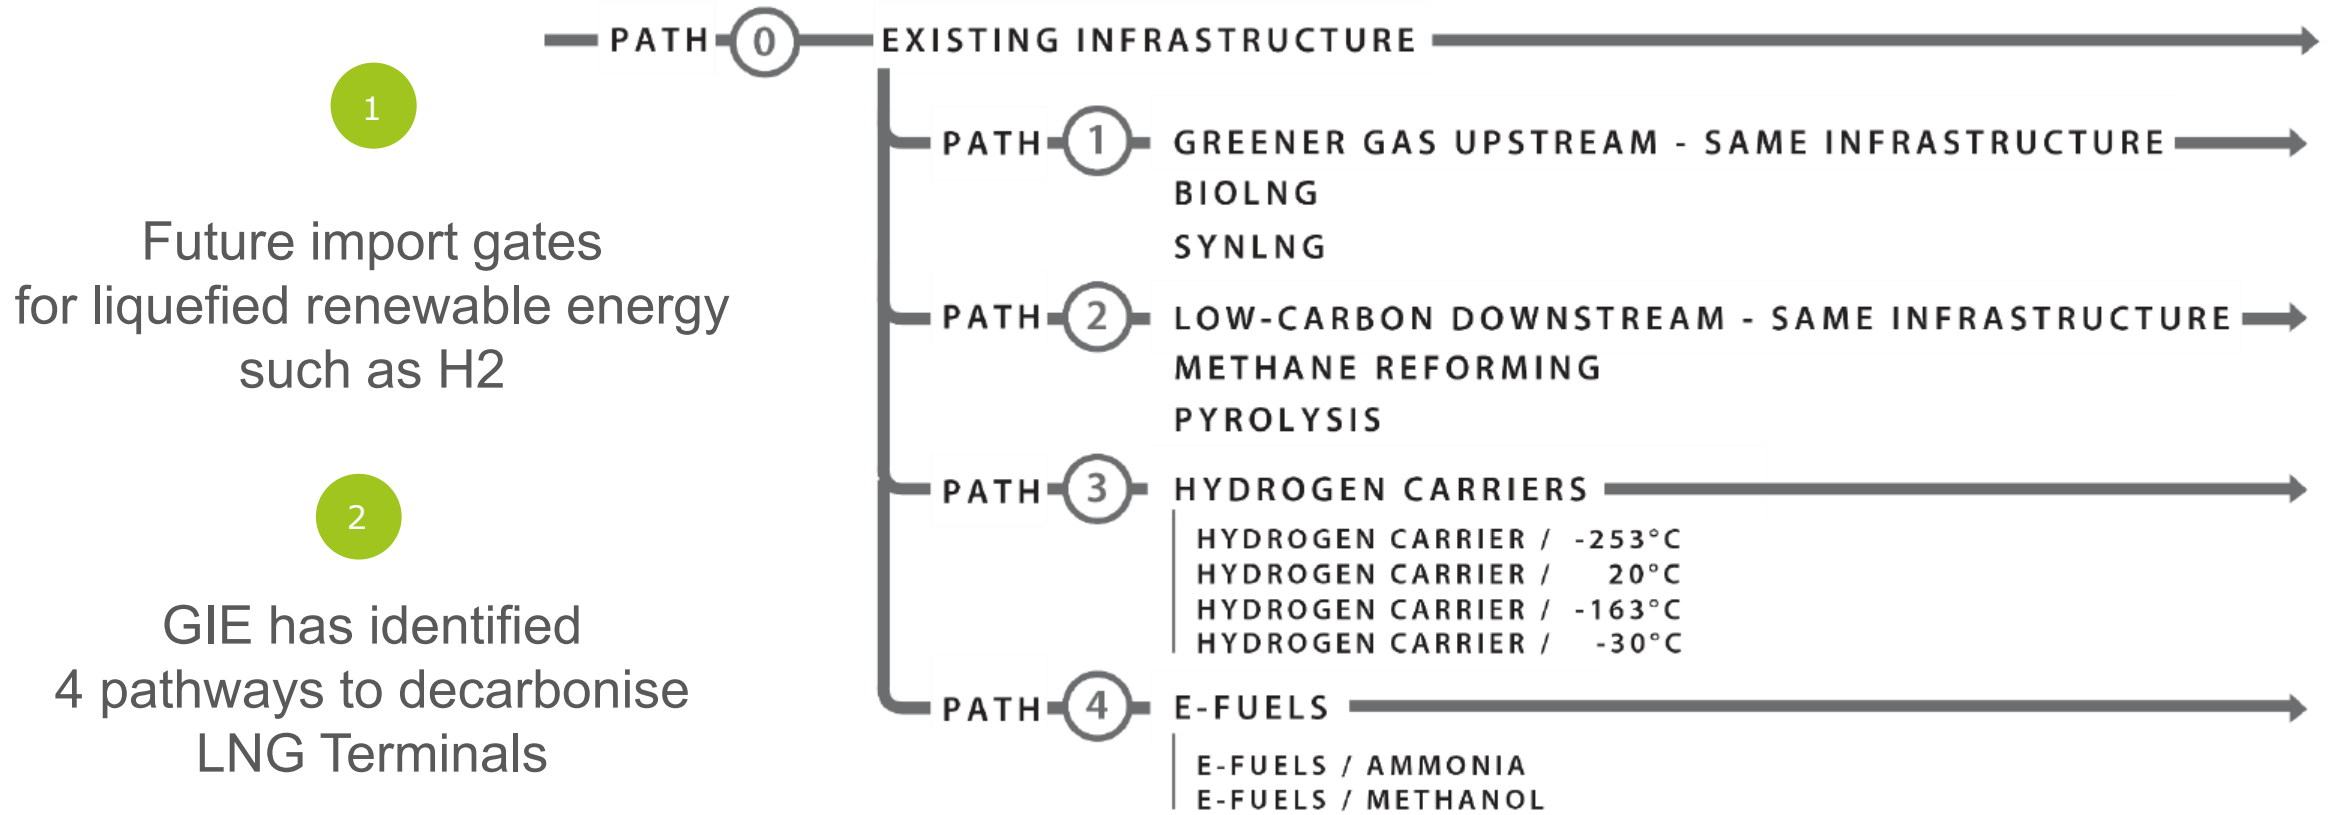 1
Future import gates
for liquefied renewable energy
such as H2
2
GIE has identified
4 pathways to decarbonise
LNG Terminals
PATH 0 EXISTING INFRASTRUCTURE
PATH 1 GREENER GAS UPSTREAM - SAME INFRASTRUCTURE
BIOLNG
SYNLNG
PATH 2 LOW-CARBON DOWNSTREAM - SAME INFRASTRUCTURE
METHANE REFORMING
PYROLYSIS
PATH 3 HYDROGEN CARRIERS
HYDROGEN CARRIER / -253°C
HYDROGEN CARRIER / 20°C
HYDROGEN CARRIER / -163°C
HYDROGEN CARRIER / -30°C
PATH 4 E-FUELS
E-FUELS / AMMONIA
E-FUELS / METHANOL